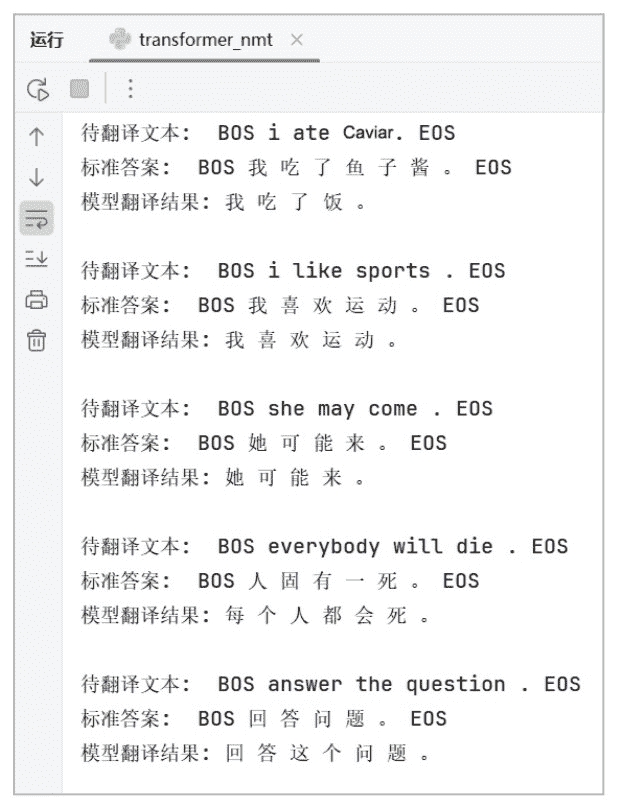 运行 transformer_nmt
待翻译文本: BOS i ate Caviar. EOS
标准答案: BOS 我 吃 了 鱼 子 酱 。 EOS
模型翻译结果: 我 吃 了 饭 。
待翻译文本: BOS i like sports . EOS
标准答案: BOS 我 喜 欢 运 动 。 EOS
模型翻译结果: 我 喜 欢 运 动 。
待翻译文本: BOS she may come . EOS
标准答案: BOS 她 可 能 来 。 EOS
模型翻译结果: 她 可 能 来 。
待翻译文本: BOS everybody will die . EOS
标准答案: BOS 人 固 有 一 死 。 EOS
模型翻译结果: 每 个 人 都 会 死 。
待翻译文本: BOS answer the question . EOS
标准答案: BOS 回 答 问 题 。 EOS
模型翻译结果: 回 答 这 个 问 题 。